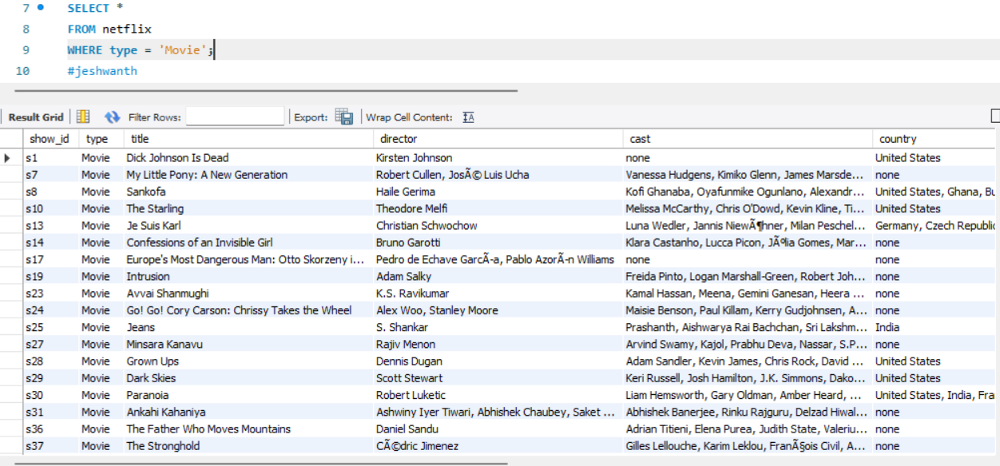 7 SELECT *
8 FROM netflix
9 WHERE type = 'Movie';
10 #jeshwanth
Result Grid Filter Rows: Export: Wrap Cell Content:
show_id type title director cast country
s1 Movie Dick Johnson Is Dead Kirsten Johnson none United States
s7 Movie My Little Pony: A New Generation Robert Cullen, JosÃ© Luis Ucha Vanessa Hudgens, Kimiko Glenn, James Marsde... none
s8 Movie Sankofa Haile Gerima Kofi Ghanaba, Oyafunmike Ogunlano, Alexandr... United States, Ghana, Bu
s10 Movie The Starling Theodore Melfi Melissa McCarthy, Chris O'Dowd, Kevin Kline, Ti... United States
s13 Movie Je Suis Karl Christian Schwochow Luna Wedler, Jannis NiewÃ¶hner, Milan Peschel... Germany, Czech Republic
s14 Movie Confessions of an Invisible Girl Bruno Garotti Klara Castanho, Lucca Picon, JÃºlia Gomes, Mar... none
s17 Movie Europe's Most Dangerous Man: Otto Skorzeny i... Pedro de Echave GarcÃ-a, Pablo AzorÃ-n Williams none none
s19 Movie Intrusion Adam Salky Freida Pinto, Logan Marshall-Green, Robert Joh... none
s23 Movie Avvai Shanmughi K.S. Ravikumar Kamal Hassan, Meena, Gemini Ganesan, Heera ... none
s24 Movie Go! Go! Cory Carson: Chrissy Takes the Wheel Alex Woo, Stanley Moore Maisie Benson, Paul Killam, Kerry Gudjohnsen, A... none
s25 Movie Jeans S. Shankar Prashanth, Aishwarya Rai Bachchan, Sri Lakshm... India
s27 Movie Minsara Kanavu Rajiv Menon Arvind Swamy, Kajol, Prabhu Deva, Nassar, S.P... none
s28 Movie Grown Ups Dennis Dugan Adam Sandler, Kevin James, Chris Rock, David ... United States
s29 Movie Dark Skies Scott Stewart Keri Russell, Josh Hamilton, J.K. Simmons, Dako... United States
s30 Movie Paranoia Robert Luketic Liam Hemsworth, Gary Oldman, Amber Heard, ... United States, India, Fra
s31 Movie Ankahi Kahaniya Ashwiny Iyer Tiwari, Abhishek Chaubey, Saket ... Abhishek Banerjee, Rinku Rajguru, Delzad Hiwal... none
s36 Movie The Father Who Moves Mountains Daniel Sandu Adrian Titieni, Elena Purea, Judith State, Valeriu... none
s37 Movie The Stronghold CÃ©dric Jimenez Gilles Lellouche, Karim Leklou, FranÃ§ois Civil, A... none